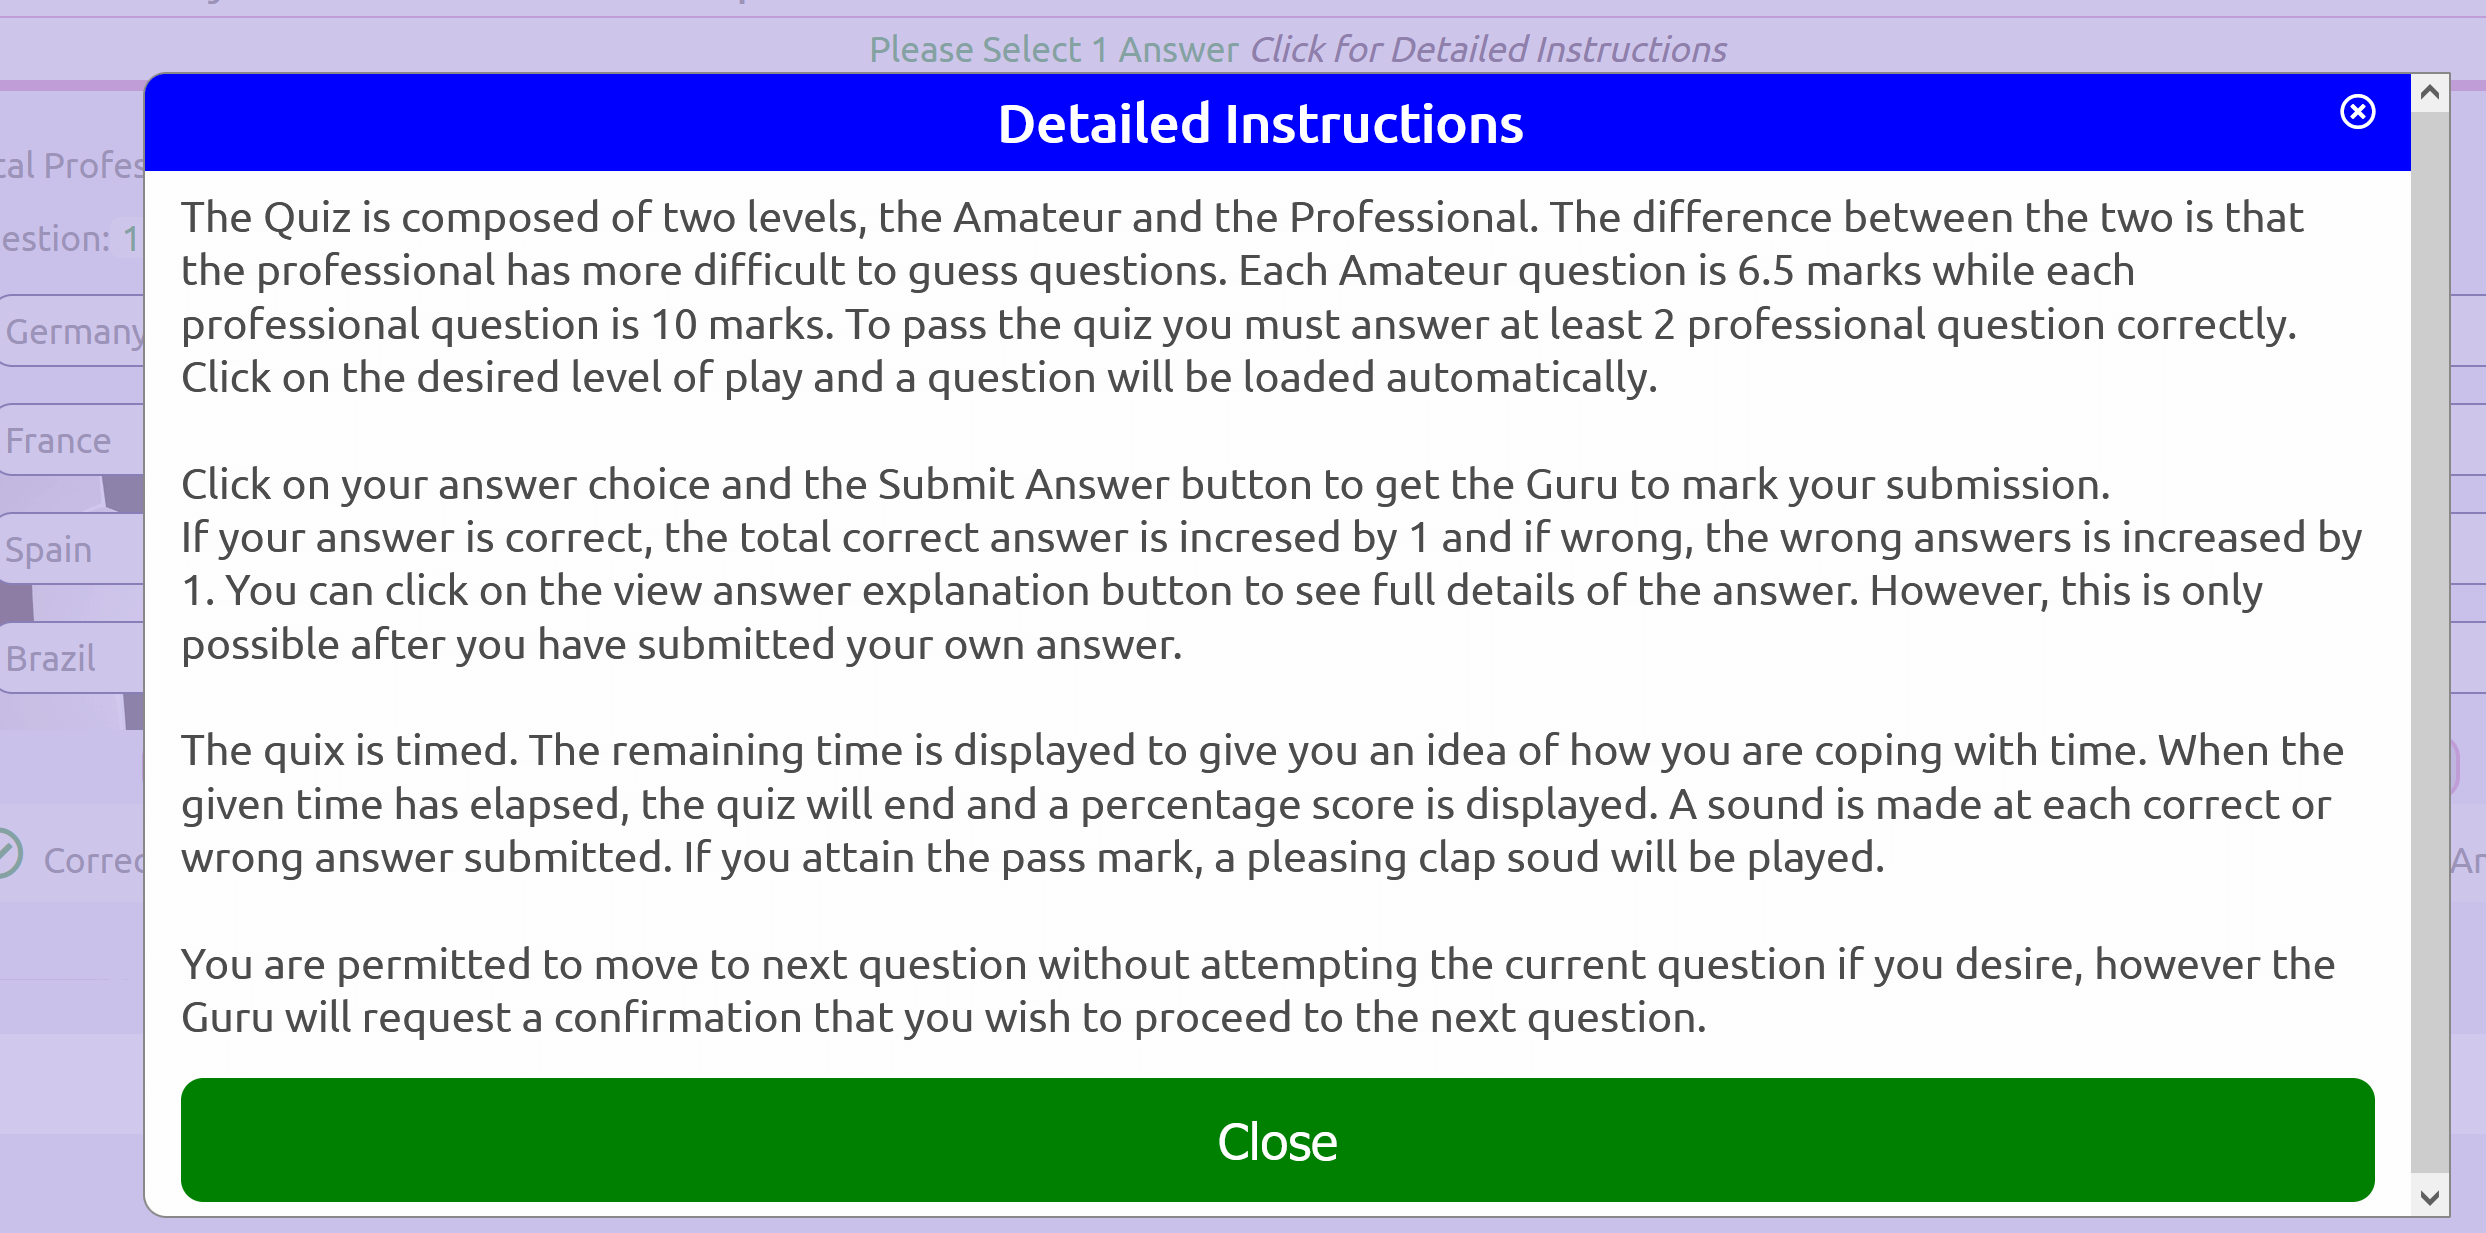 Please Select 1 Answer Click for Detailed Instructions
Detailed Instructions
The Quiz is composed of two levels, the Amateur and the Professional. The difference between the two is that
the professional has more difficult to guess questions. Each Amateur question is 6.5 marks while each
professional question is 10 marks. To pass the quiz you must answer at least 2 professional question correctly.
Click on the desired level of play and a question will be loaded automatically.
Click on your answer choice and the Submit Answer button to get the Guru to mark your submission.
If your answer is correct, the total correct answer is incresed by 1 and if wrong, the wrong answers is increased by
1. You can click on the view answer explanation button to see full details of the answer. However, this is only
possible after you have submitted your own answer.
The quix is timed. The remaining time is displayed to give you an idea of how you are coping with time. When the
given time has elapsed, the quiz will end and a percentage score is displayed. A sound is made at each correct or
wrong answer submitted. If you attain the pass mark, a pleasing clap soud will be played.
You are permitted to move to next question without attempting the current question if you desire, however the
Guru will request a confirmation that you wish to proceed to the next question.
Close
tal Profes
estion: 1
Germany
France
Spain
Brazil
Correc